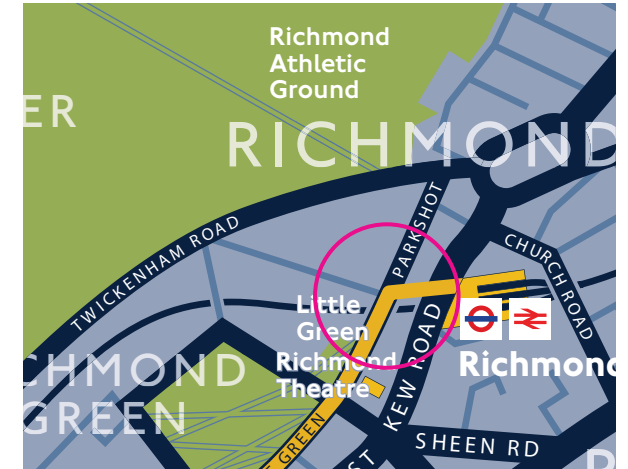 Richmond
Athletic
Ground
ER
RICHMOND
PARKSHOT
TWICKENHAM ROAD
CHURCH ROAD
Little
Green
Richmond
Theatre
Richmond
KEW ROAD
CHMOND
GREEN
GREEN
ST
SHEEN RD